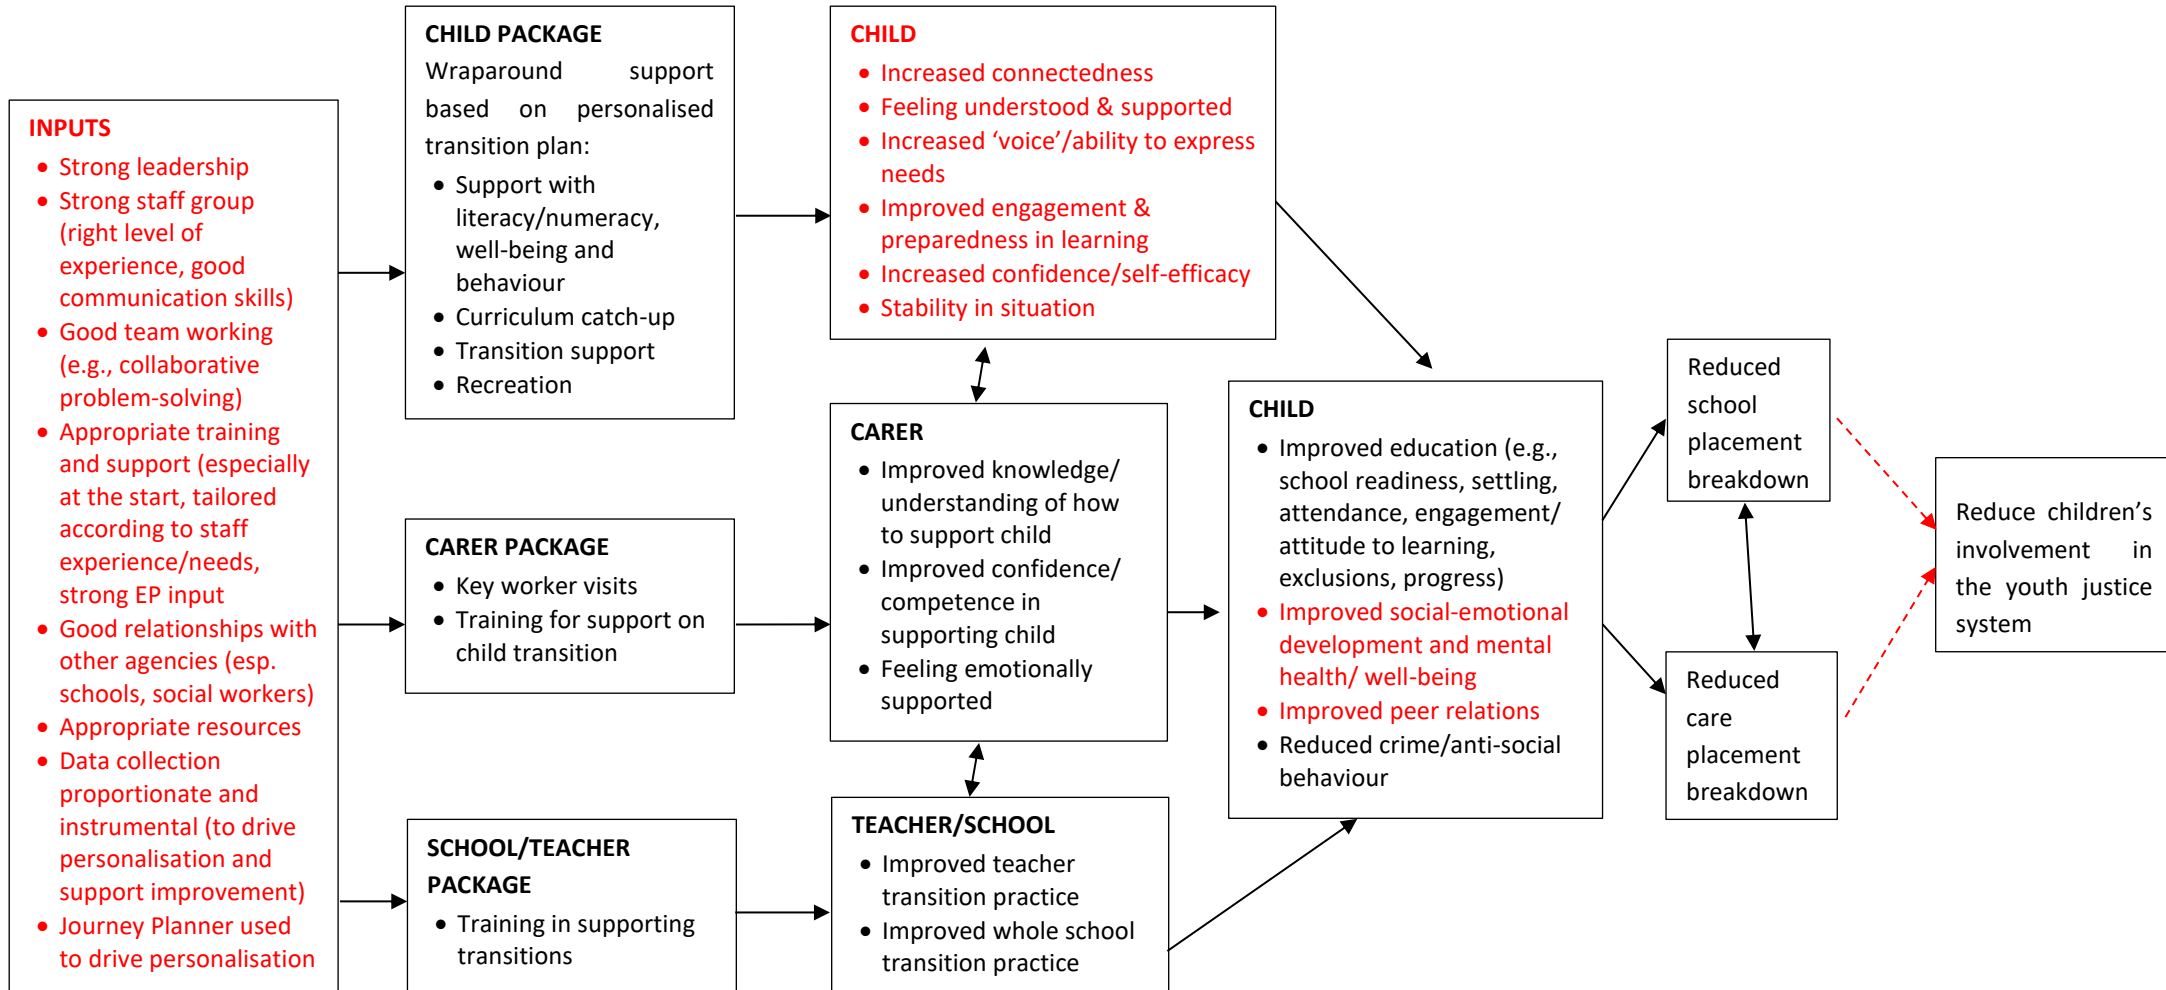 INPUTS
• Strong leadership
• Strong staff group
(right level of
experience, good
communication skills)
• Good team working
(e.g., collaborative
problem-solving)
• Appropriate training
and support (especially
at the start, tailored
according to staff
experience/needs,
strong EP input
• Good relationships with
other agencies (esp.
schools, social workers)
• Appropriate resources
• Data collection
proportionate and
instrumental (to drive
personalisation and
support improvement)
• Journey Planner used
to drive personalisation
CHILD PACKAGE
Wraparound support
based on personalised
transition plan:
• Support with
literacy/numeracy,
well-being and
behaviour
• Curriculum catch-up
• Transition support
• Recreation
CARER PACKAGE
• Key worker visits
• Training for support on
child transition
SCHOOL/TEACHER
PACKAGE
• Training in supporting
transitions
CHILD
• Increased connectedness
• Feeling understood & supported
• Increased ‘voice’/ability to express
needs
• Improved engagement &
preparedness in learning
• Increased confidence/self-efficacy
• Stability in situation
CARER
• Improved knowledge/
understanding of how
to support child
• Improved confidence/
competence in
supporting child
• Feeling emotionally
supported
TEACHER/SCHOOL
• Improved teacher
transition practice
• Improved whole school
transition practice
CHILD
• Improved education (e.g.,
school readiness, settling,
attendance, engagement/
attitude to learning,
exclusions, progress)
• Improved social-emotional
development and mental
health/ well-being
• Improved peer relations
• Reduced crime/anti-social
behaviour
Reduced
school
placement
breakdown
Reduced
care
placement
breakdown
Reduce children’s
involvement in
the youth justice
system